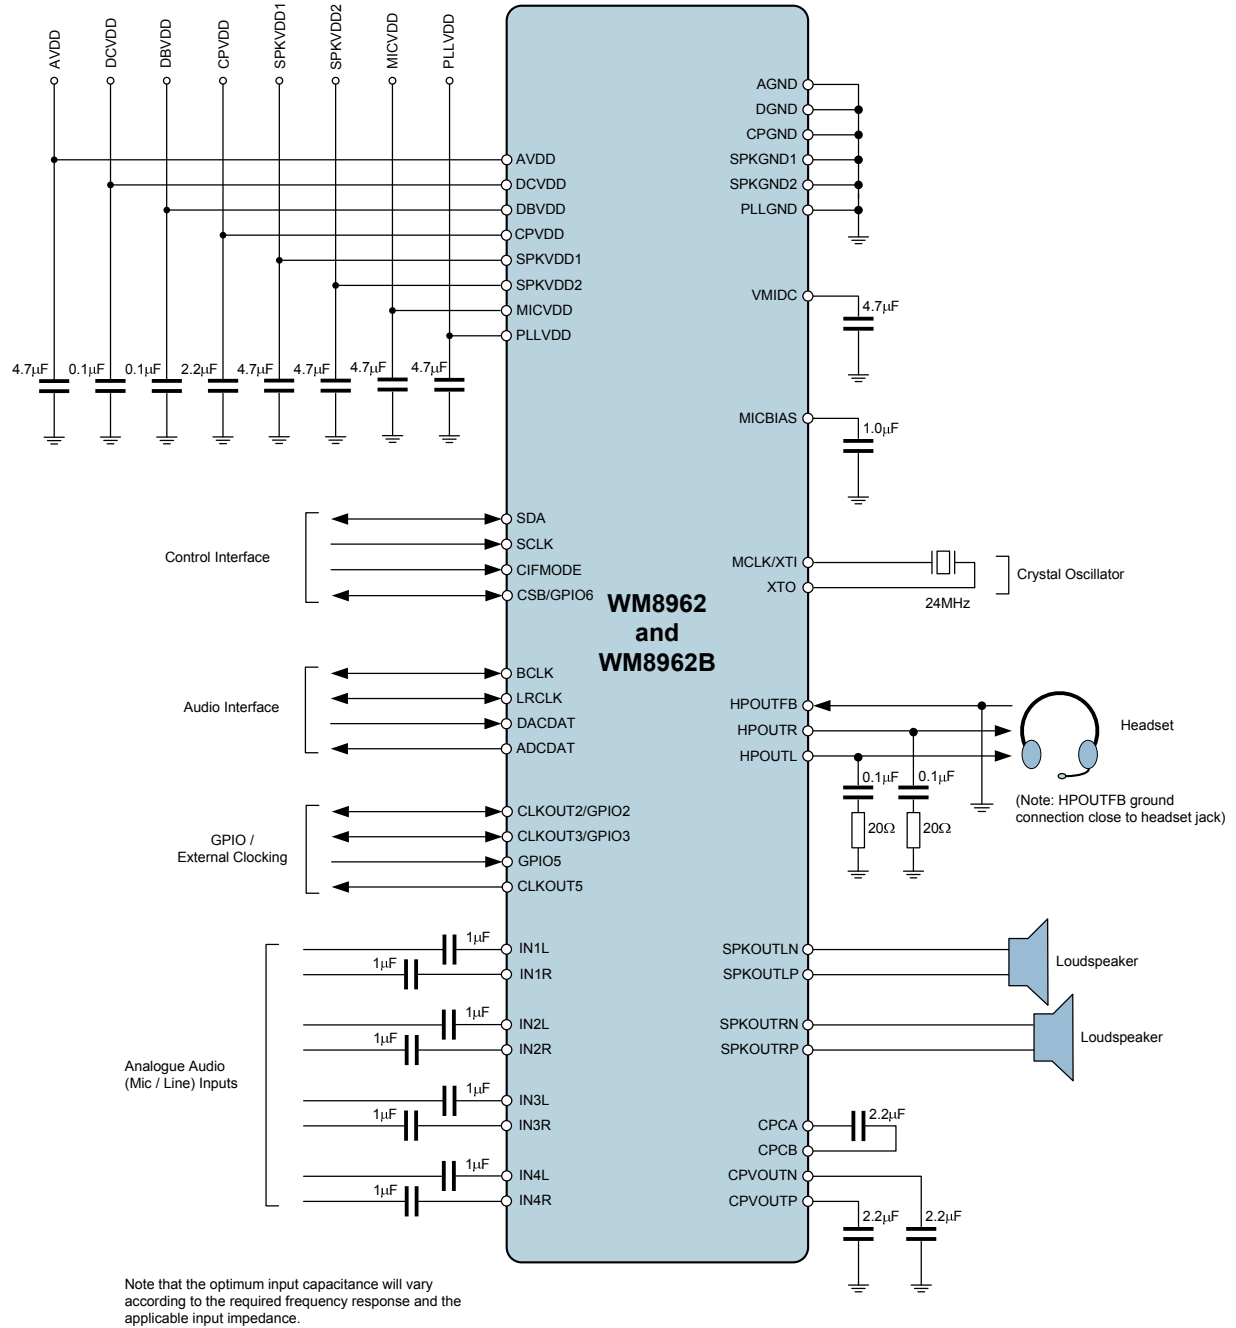 AVDD
DCVDD
DBVDD
CPVDD
SPKVDD1
SPKVDD2
MICVDD
PLLVDD
AVDD
DCVDD
DBVDD
CPVDD
SPKVDD1
SPKVDD2
MICVDD
PLLVDD
4.7µF
0.1µF
0.1µF
2.2µF
4.7µF
4.7µF
4.7µF
4.7µF
Control Interface
SDA
SCLK
CIFMODE
CSB/GPIO6
Audio Interface
BCLK
LRCLK
DACDAT
ADCDAT
GPIO /
External Clocking
CLKOUT2/GPIO2
CLKOUT3/GPIO3
GPIO5
CLKOUT5
Analogue Audio
(Mic / Line) Inputs
1µF
IN1L
1µF
IN1R
1µF
IN2L
1µF
IN2R
1µF
IN3L
1µF
IN3R
1µF
IN4L
1µF
IN4R
WM8962
and
WM8962B
AGND
DGND
CPGND
SPKGND1
SPKGND2
PLLGND
VMIDC
4.7µF
MICBIAS
1.0µF
MCLK/XTI
XTO
24MHz
Crystal Oscillator
HPOUTFB
HPOUTR
HPOUTL
Headset
0.1µF
0.1µF
20Ω
20Ω
(Note: HPOUTFB ground
connection close to headset jack)
SPKOUTLN
SPKOUTLP
Loudspeaker
SPKOUTRN
SPKOUTRP
Loudspeaker
CPCA
2.2µF
CPCB
CPVOUTN
CPVOUTP
2.2µF
2.2µF
Note that the optimum input capacitance will vary
according to the required frequency response and the
applicable input impedance.